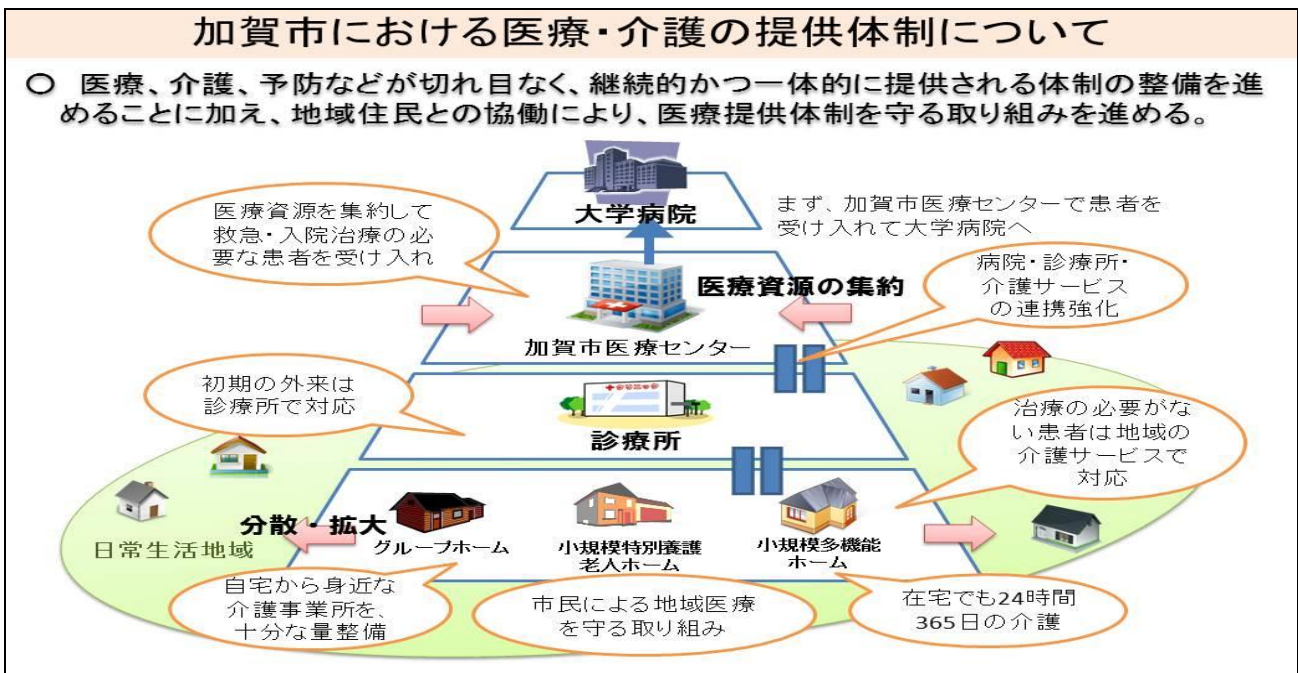 加賀市における医療・介護の提供体制について
○ 医療、介護、予防などが切れ目なく、継続的かつ一体的に提供される体制の整備を進
めることに加え、地域住民との協働により、医療提供体制を守る取り組みを進める。
大学病院
まず、加賀市医療センターで患者を
受け入れて大学病院へ
医療資源を集約して
救急・入院治療の必
要な患者を受け入れ
医療資源の集約
病院・診療所・
介護サービス
の連携強化
加賀市医療センター
初期の外来は
診療所で対応
診療所
治療の必要がな
い患者は地域の
介護サービスで
対応
分散・拡大
日常生活地域
グループホーム
小規模特別養護
老人ホーム
小規模多機能
ホーム
自宅から身近な
介護事業所を、
十分な量整備
市民による地域医療
を守る取り組み
在宅でも24時間
365日の介護